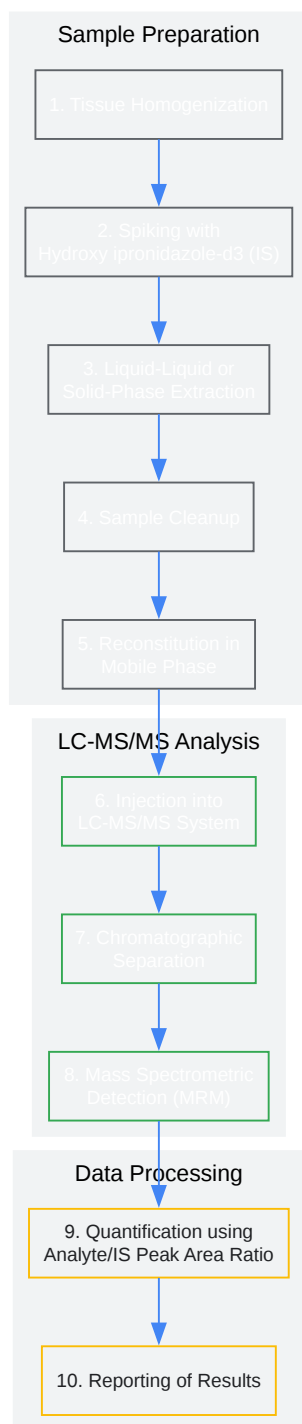 Sample Preparation
1. Tissue Homogenization
2. Spiking with
Hydroxy ipronidazole-d3 (IS)
3. Liquid-Liquid or
Solid-Phase Extraction
4. Sample Cleanup
5. Reconstitution in
Mobile Phase
LC-MS/MS Analysis
6. Injection into
LC-MS/MS System
7. Chromatographic
Separation
8. Mass Spectrometric
Detection (MRM)
Data Processing
9. Quantification using
Analyte/IS Peak Area Ratio
10. Reporting of Results